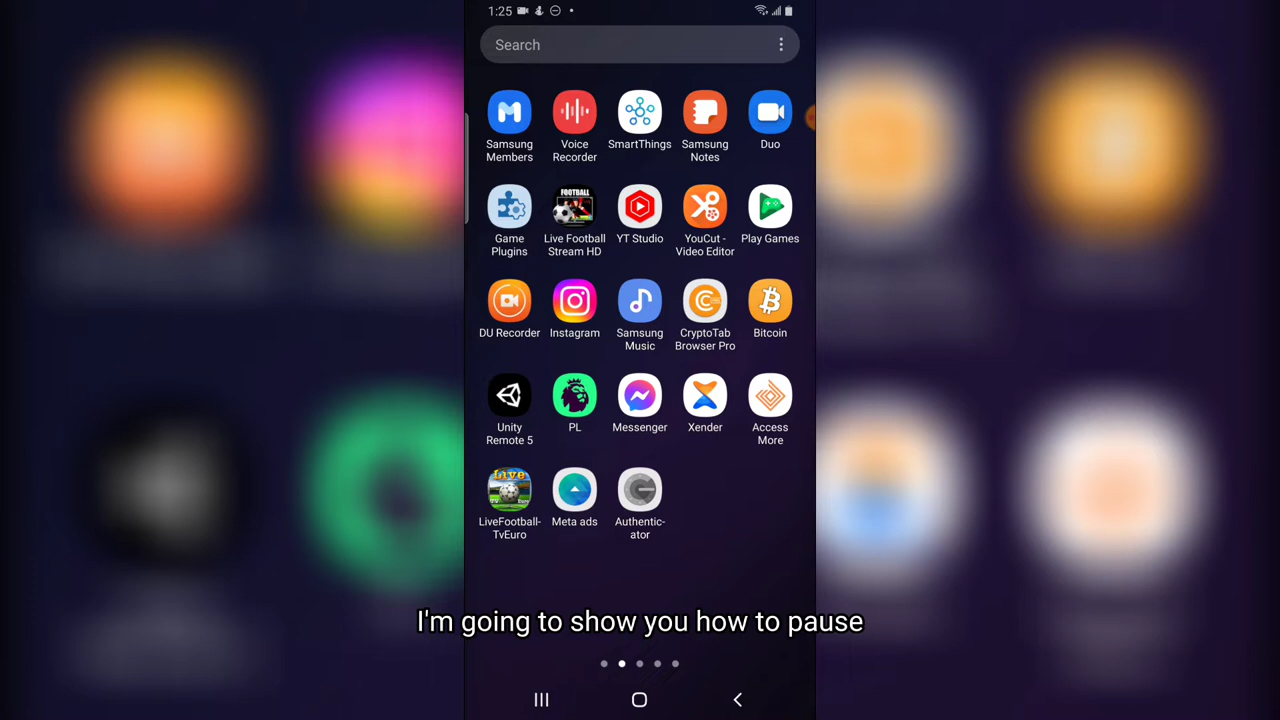 1:25
Search
Samsung Members
Voice Recorder
SmartThings
Samsung Notes
Duo
FOOTBALL
Game Plugins
Live Football Stream HD
YT Studio
YouCut - Video Editor
Play Games
DU Recorder
Instagram
Samsung Music
CryptoTab Browser Pro
Bitcoin
Unity Remote 5
PL
Messenger
Xender
Access More
Live
TV
Euro
LiveFootball-TvEuro
Meta ads
Authentic-ator
I'm going to show you how to pause